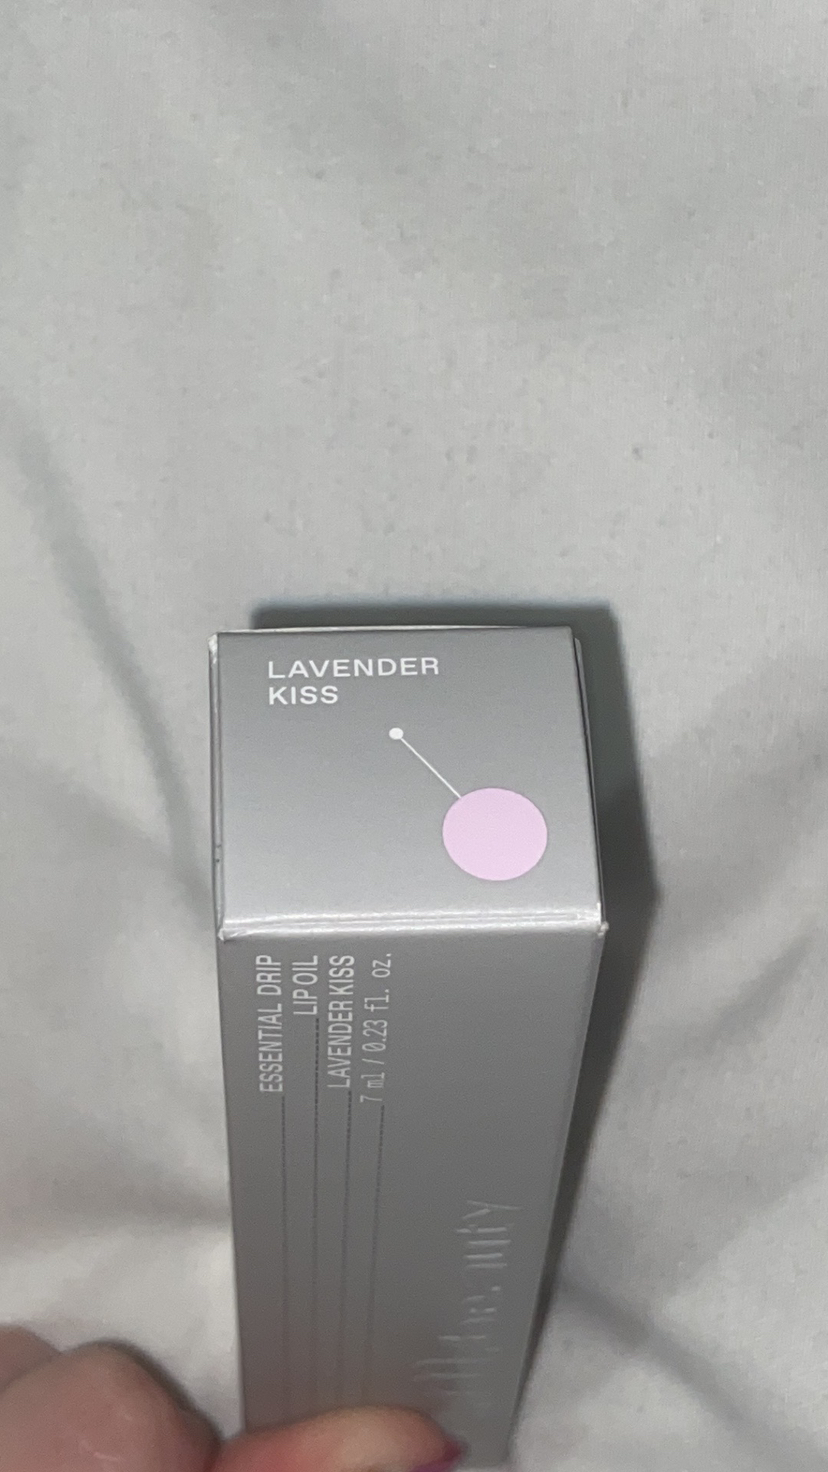 LAVENDER
KISS
ESSENTIAL DRIP
LIP OIL
LAVENDER KISS
7 ml / 0.23 fl. oz.